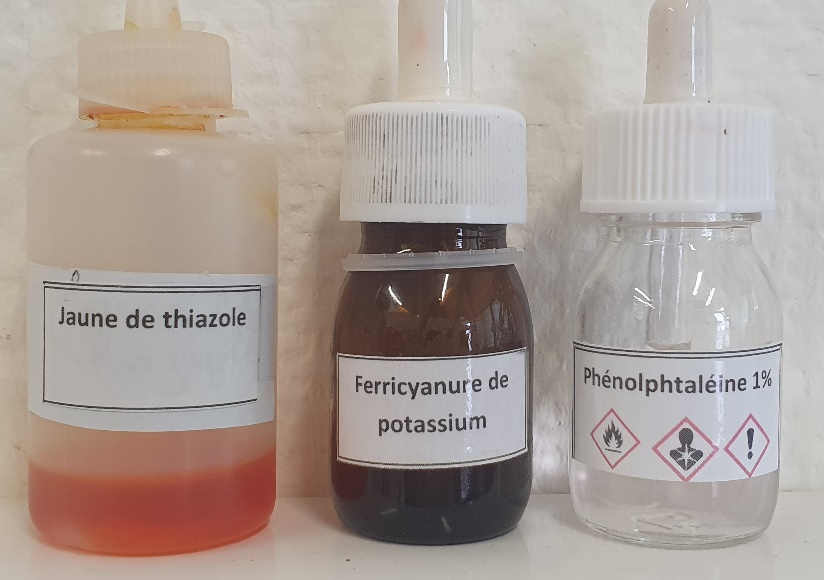 Jaune de thiazole
Ferricyanure de
potassium
Phénolphtaléine 1%